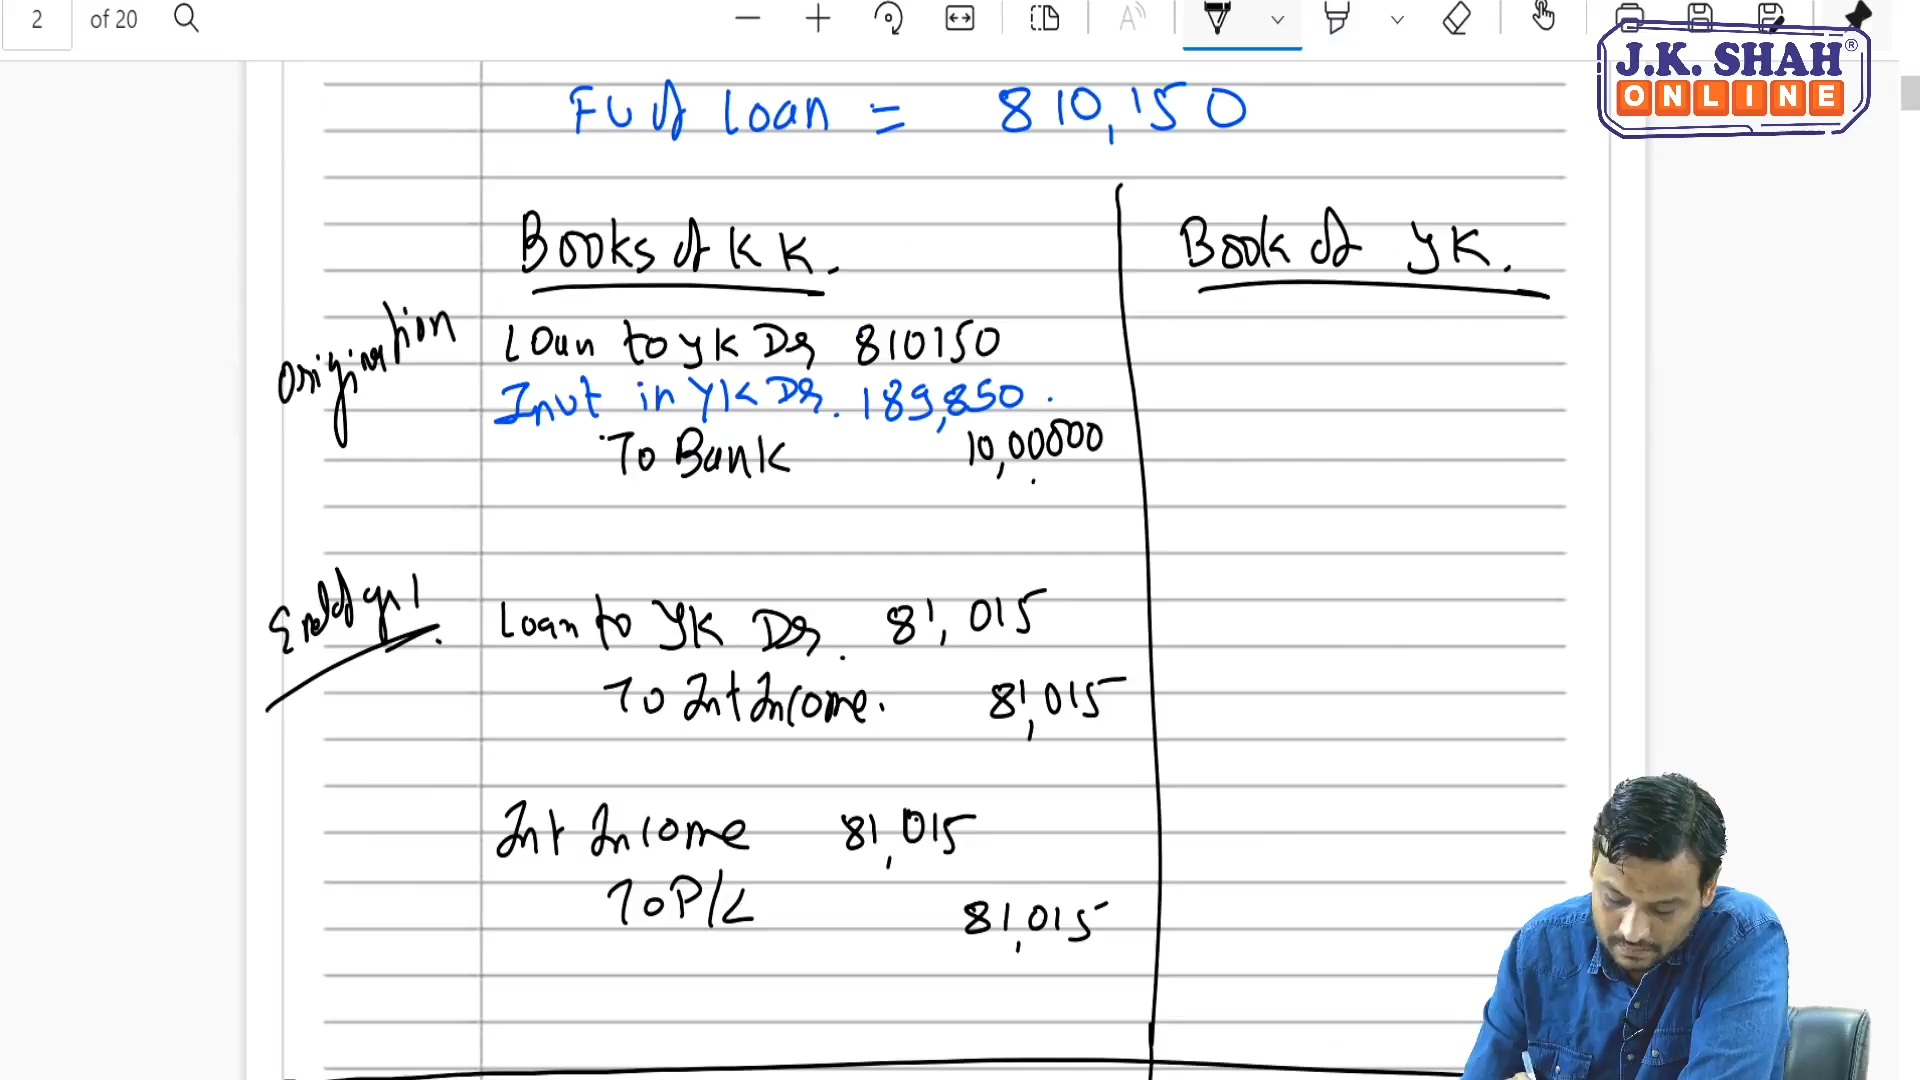 2 of 20
J.K. SHAH®
ONLINE
FV of Loan = 810,150
Books of KK.
Book of YK.
Origination
Loan to YK Dr 810150
Invt in YK Dr. 189,850.
To Bank 10,00000
End of yr 1
Loan to YK Dr. 81,015
To Int Income. 81,015
Int Income 81,015
To P/L 81,015